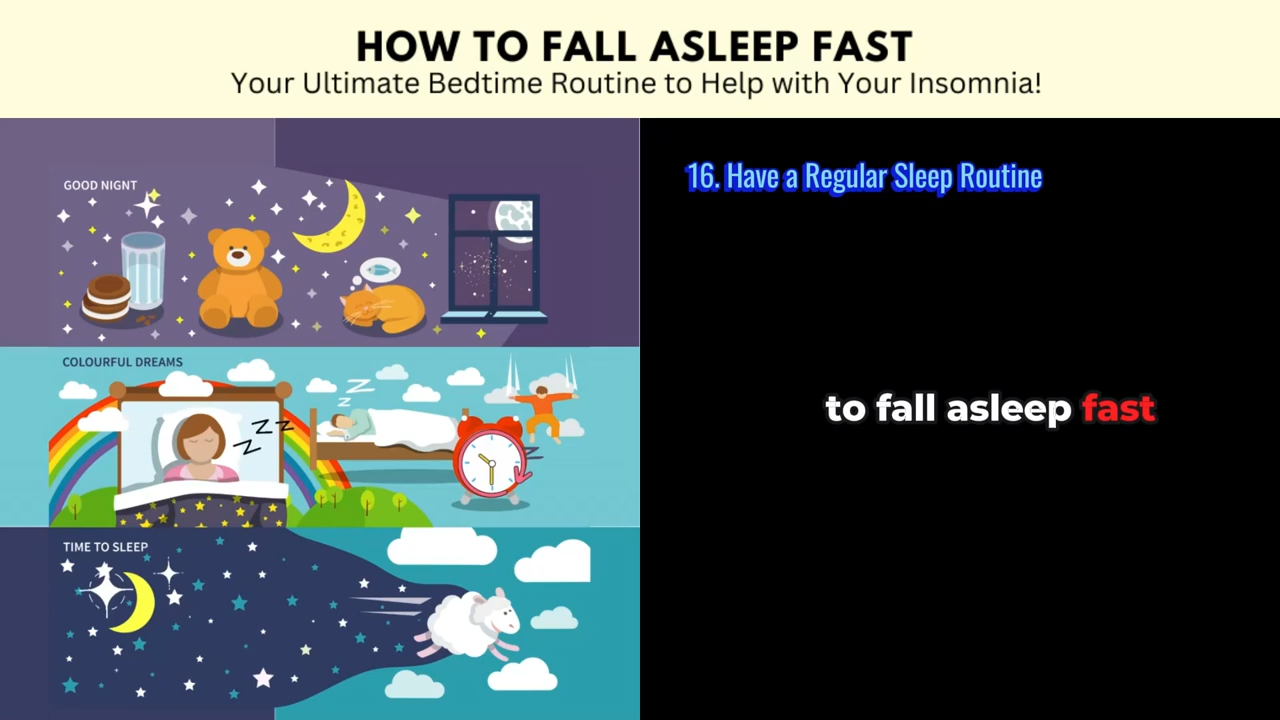 HOW TO FALL ASLEEP FAST
Your Ultimate Bedtime Routine to Help with Your Insomnia!
GOOD NIGNT
16. Have a Regular Sleep Routine
COLOURFUL DREAMS
to fall asleep fast
TIME TO SLEEP